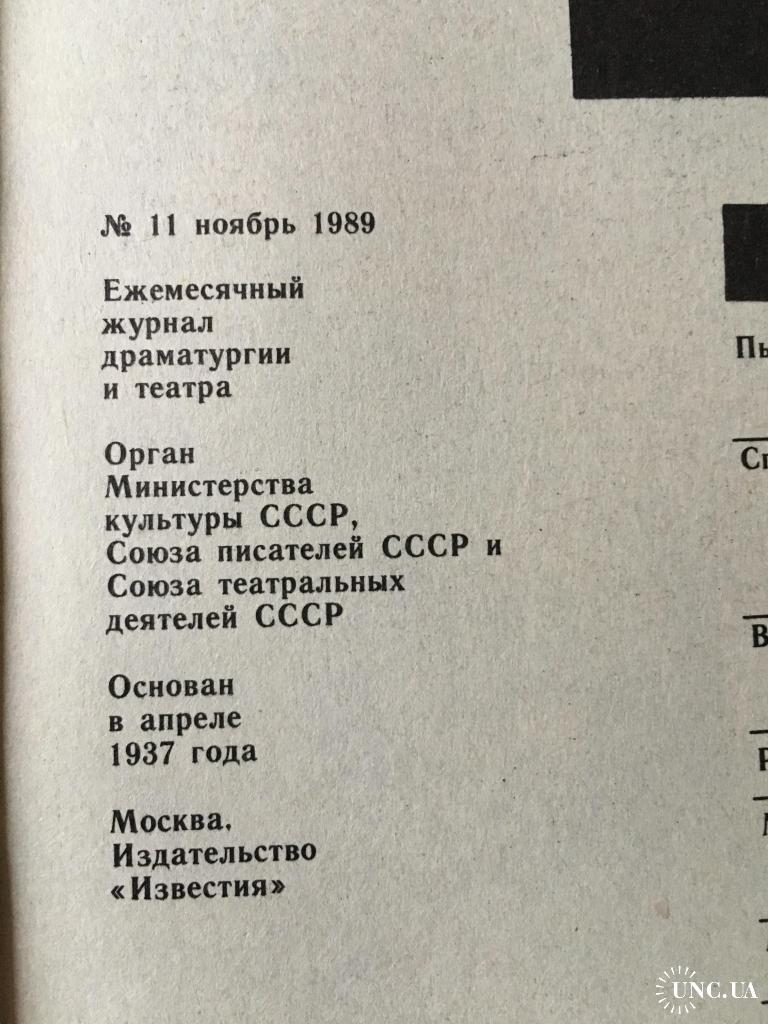 № 11 ноябрь 1989
Ежемесячный
журнал
драматургии
и театра
Орган
Министерства
культуры СССР,
Союза писателей СССР и
Союза театральных
деятелей СССР
Основан
в апреле
1937 года
Москва.
Издательство
«Известия»
UNC.UA